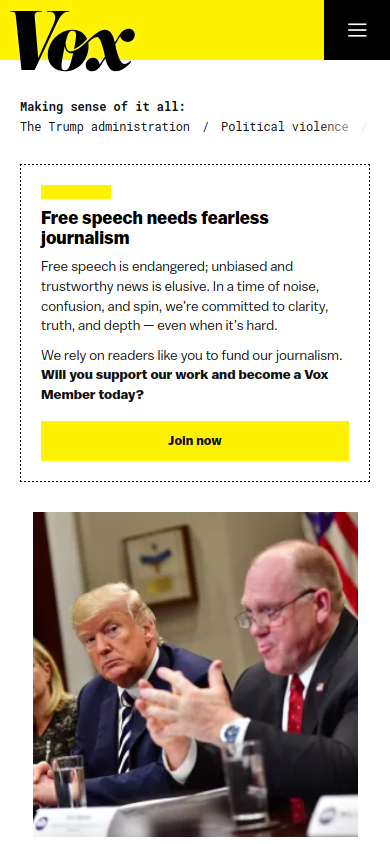 Vox
Making sense of it all:
The Trump administration / Political violence /
Free speech needs fearless
journalism
Free speech is endangered; unbiased and
trustworthy news is elusive. In a time of noise,
confusion, and spin, we're committed to clarity,
truth, and depth — even when it's hard.
We rely on readers like you to fund our journalism.
Will you support our work and become a Vox
Member today?
Join now